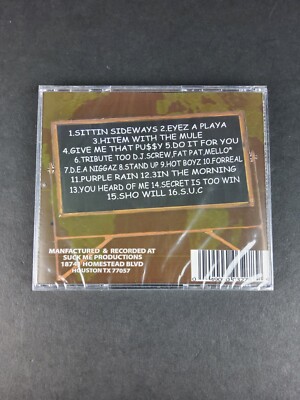 1.SITTIN SIDEWAYS 2.EYEZ A PLAYA
3.HITEM WITH THE MULE
4.GIVE ME THAT PU$$Y 5.DO IT FOR YOU
6.TRIBUTE TOO D.J. SCREW, FAT PAT, MELLO"
7.D.E.A NIGGAZ 8.STAND UP 9.HOT BOYZ 10.FORREAL
11.PURPLE RAIN 12.3IN THE MORNING
13.YOU HEARD OF ME 14.SECRET IS TOO WIN
15.SHO WILL 16.S.U.C
MANFACTURED & RECORDED AT
SUCK ME PRODUCTIONS
HOMESTEAD BLVD
HOUSTON TX 77057